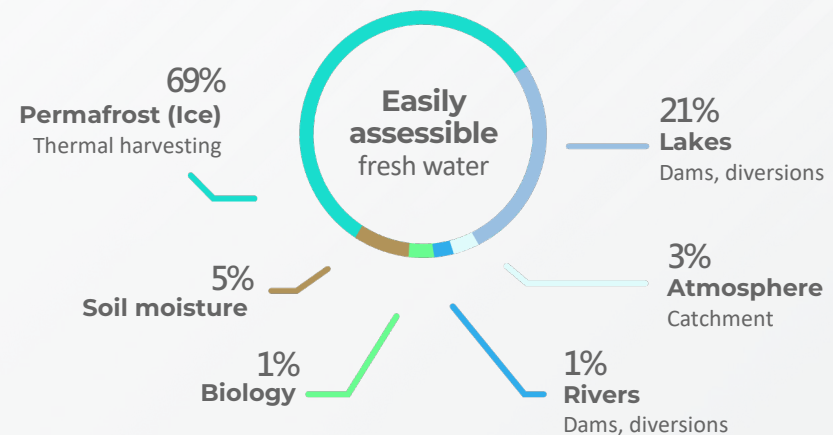 Easily
assessible
fresh water
69%
Permafrost (Ice)
Thermal harvesting
21%
Lakes
Dams, diversions
5%
Soil moisture
3%
Atmosphere
Catchment
1%
Biology
1%
Rivers
Dams, diversions